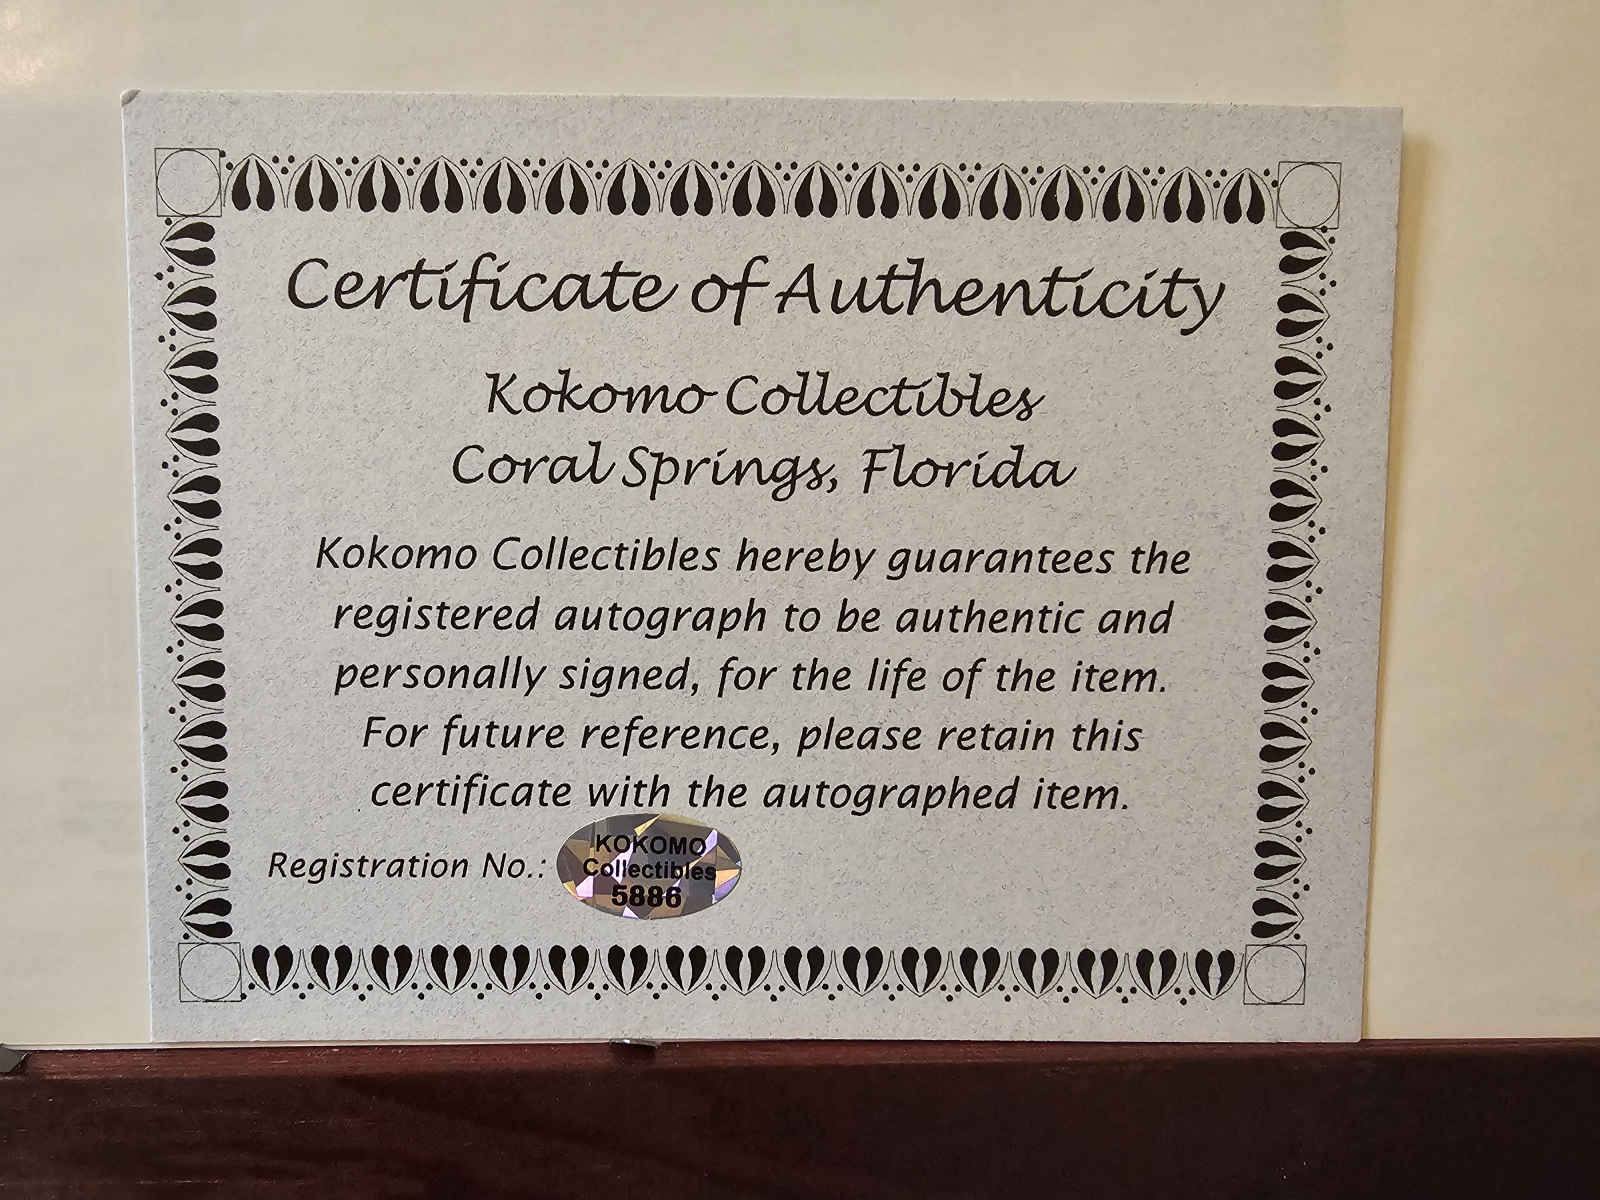 Certificate of Authenticity
Kokomo Collectibles
Coral Springs, Florida
Kokomo Collectibles hereby guarantees the
registered autograph to be authentic and
personally signed, for the life of the item.
For future reference, please retain this
certificate with the autographed item.
Registration No.:
KOKOMO
Collectibles
5886